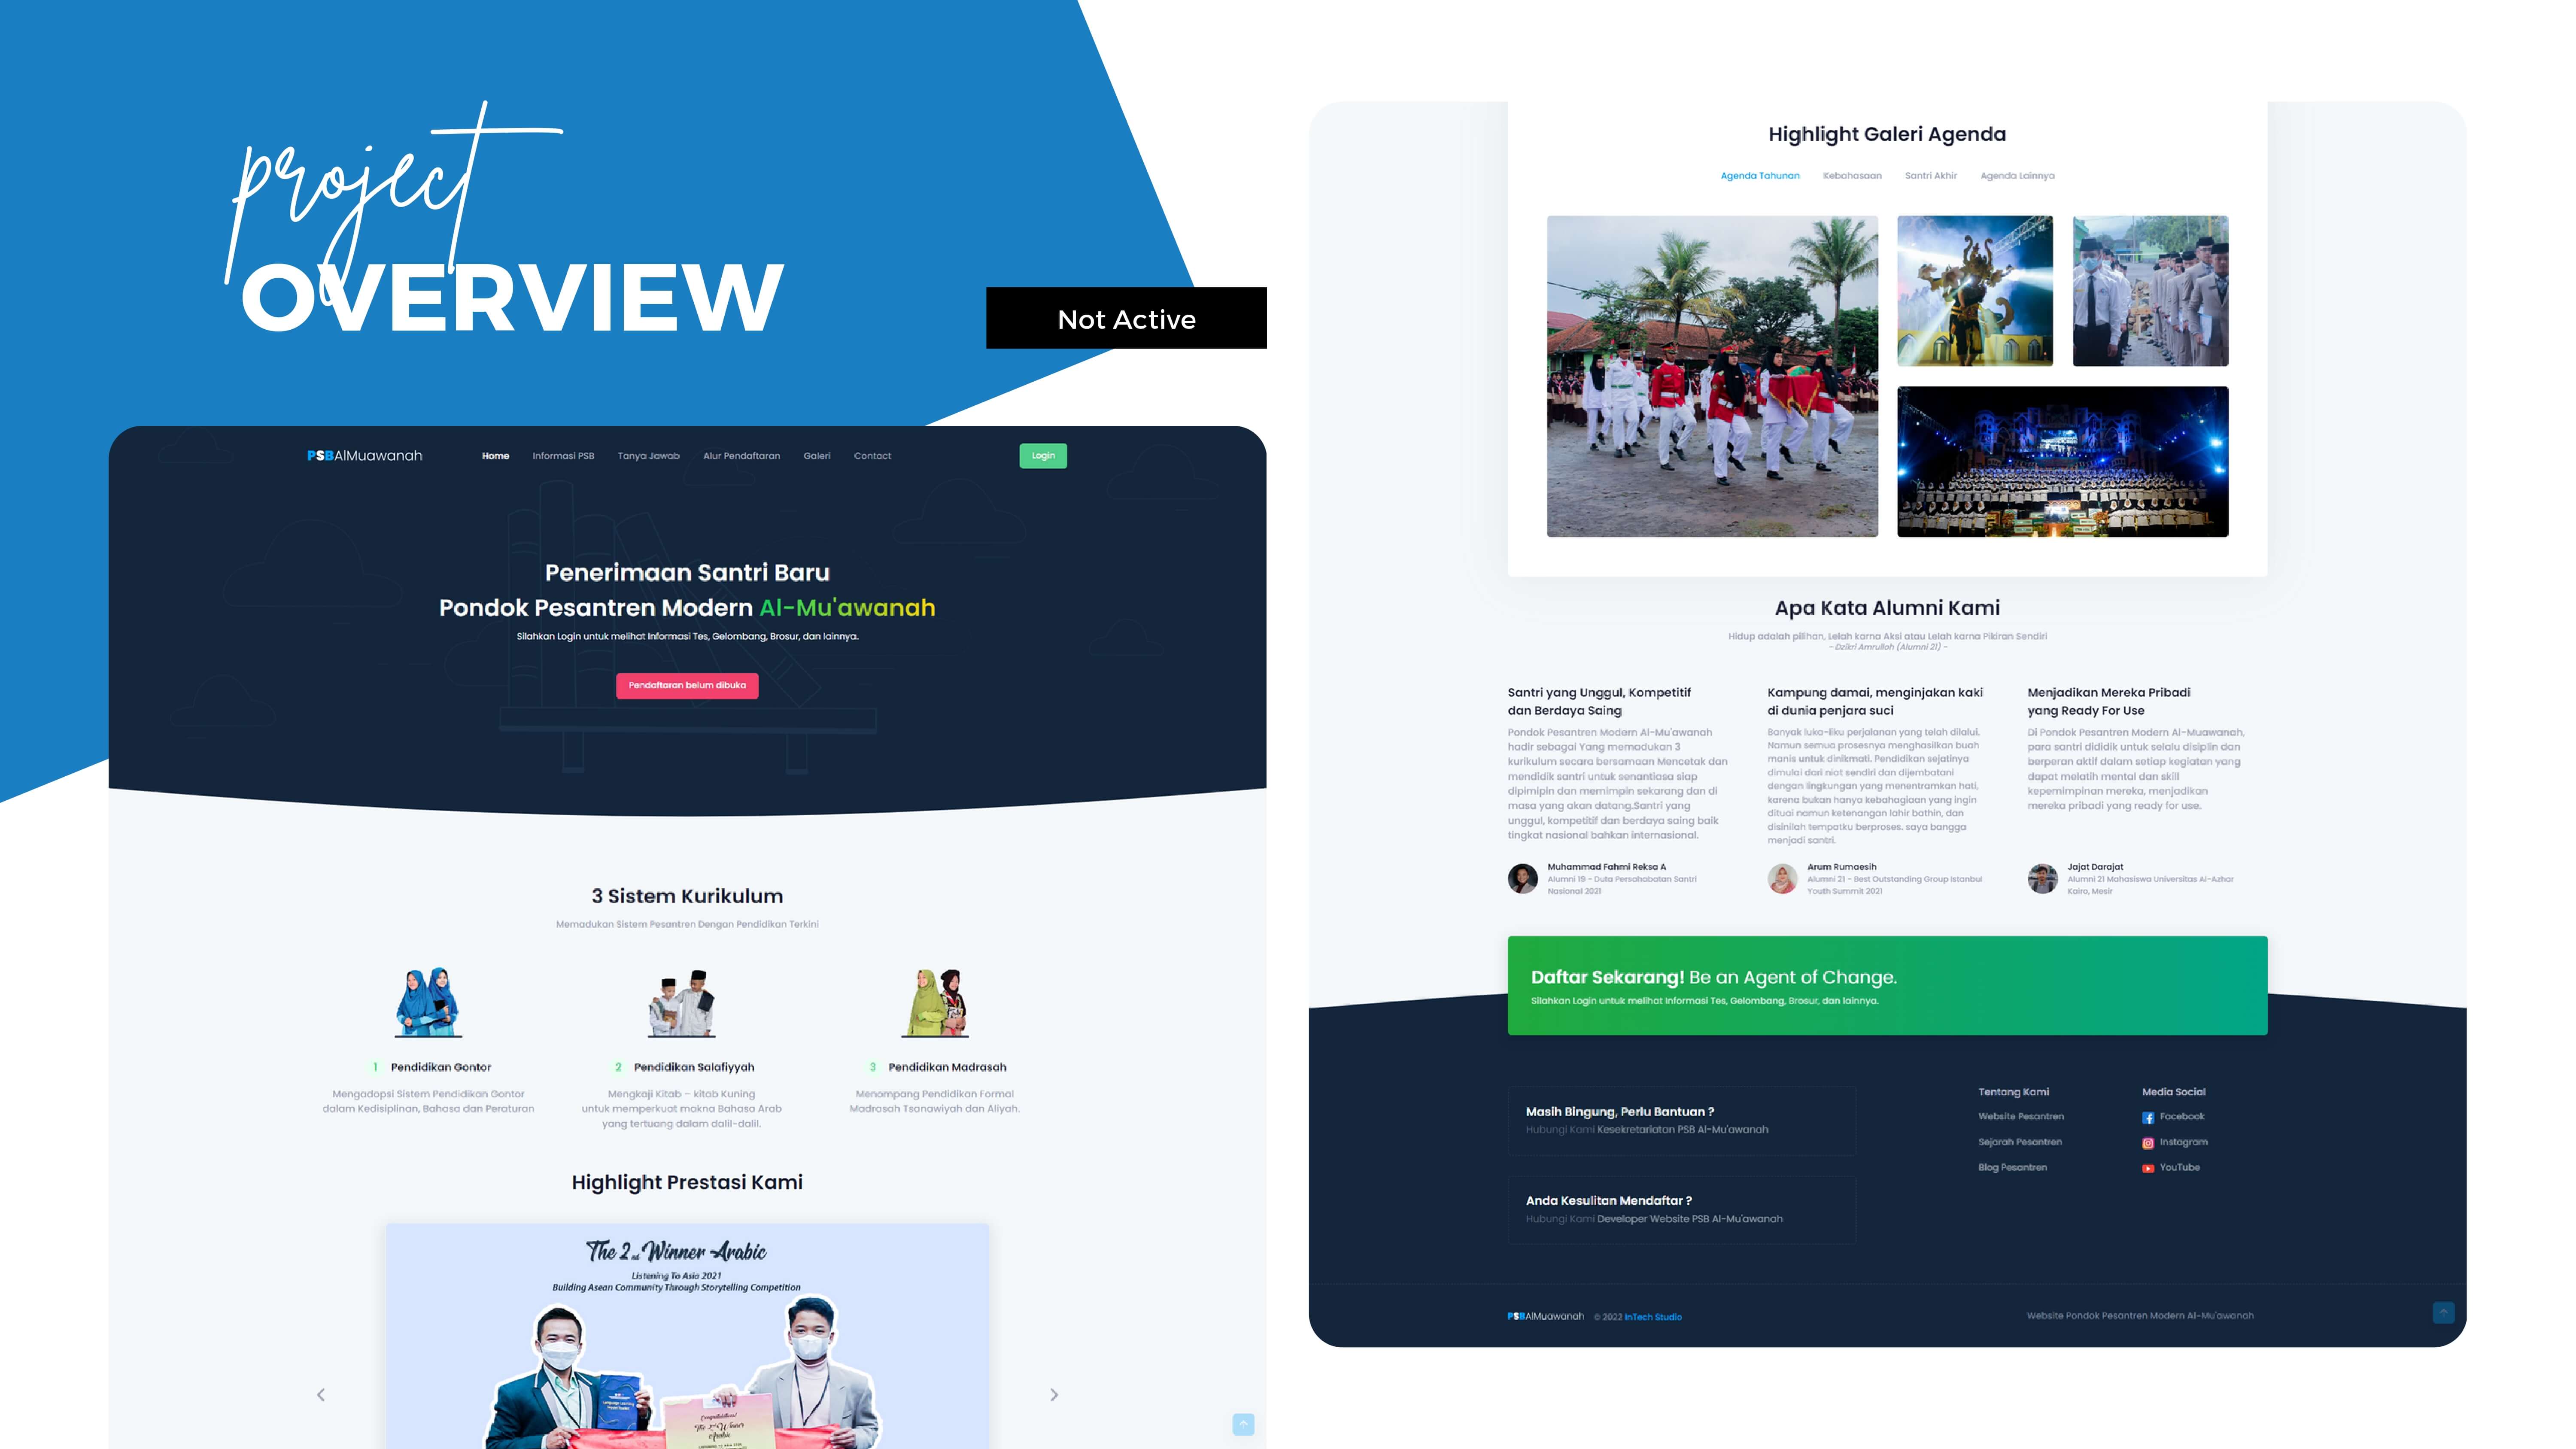 project
OVERVIEW
Not Active
PSBAlMuawanah
Home
Informasi PSB
Tanya Jawab
Alur Pendaftaran
Galeri
Contact
Login
Penerimaan Santri Baru
Pondok Pesantren Modern Al-Mu'awanah
Silahkan Login untuk melihat Informasi Tes, Gelombang, Brosur, dan lainnya.
Pendaftaran belum dibuka
3 Sistem Kurikulum
Memadukan Sistem Pesantren Dengan Pendidikan Terkini
1 Pendidikan Gontor
Mengadopsi Sistem Pendidikan Gontor
dalam Kedisiplinan, Bahasa dan Peraturan
2 Pendidikan Salafiyyah
Mengkaji Kitab – kitab Kuning
untuk memperkuat makna Bahasa Arab
yang tertuang dalam dalil-dalil.
3 Pendidikan Madrasah
Menompang Pendidikan Formal
Madrasah Tsanawiyah dan Aliyah.
Highlight Prestasi Kami
The 2nd Winner Arabic
Listening To Asia 2021
Building Asean Community Through Storytelling Competition
Congratulations!
The 2nd Winner
Arabic
Highlight Galeri Agenda
Agenda Tahunan
Kebahasaan
Santri Akhir
Agenda Lainnya
Apa Kata Alumni Kami
Hidup adalah pilihan, Lelah karna Aksi atau Lelah karna Pikiran Sendiri
- Dzikri Amrulloh (Alumni 21) -
Santri yang Unggul, Kompetitif
dan Berdaya Saing
Pondok Pesantren Modern Al-Mu'awanah
hadir sebagai Yang memadukan 3
kurikulum secara bersamaan Mencetak dan
mendidik santri untuk senantiasa siap
dipimipin dan memimpin sekarang dan di
masa yang akan datang.Santri yang
unggul, kompetitif dan berdaya saing baik
tingkat nasional bahkan internasional.
Muhammad Fahmi Reksa A
Alumni 19 - Duta Persahabatan Santri
Nasional 2021
Kampung damai, menginjakan kaki
di dunia penjara suci
Banyak luka-liku perjalanan yang telah dilalui.
Namun semua prosesnya menghasilkan buah
manis untuk dinikmati. Pendidikan sejatinya
dimulai dari niat sendiri dan dijembatani
dengan lingkungan yang menentramkan hati,
karena bukan hanya kebahagiaan yang ingin
dituai namun ketenangan lahir bathin, dan
disinilah tempatku berproses. saya bangga
menjadi santri.
Arum Rumaesih
Alumni 21 - Best Outstanding Group Istanbul
Youth Summit 2021
Menjadikan Mereka Pribadi
yang Ready For Use
Di Pondok Pesantren Modern Al-Muawanah,
para santri dididik untuk selalu disiplin dan
berperan aktif dalam setiap kegiatan yang
dapat melatih mental dan skill
kepemimpinan mereka, menjadikan
mereka pribadi yang ready for use.
Jajat Darajat
Alumni 21 Mahasiswa Universitas Al-Azhar
Kairo, Mesir
Daftar Sekarang! Be an Agent of Change.
Silahkan Login untuk melihat Informasi Tes, Gelombang, Brosur, dan lainnya.
Masih Bingung, Perlu Bantuan ?
Hubungi Kami Kesekretariatan PSB Al-Mu'awanah
Anda Kesulitan Mendaftar ?
Hubungi Kami Developer Website PSB Al-Mu'awanah
Tentang Kami
Website Pesantren
Sejarah Pesantren
Blog Pesantren
Media Social
Facebook
Instagram
YouTube
PSBAlMuawanah © 2022 InTech Studio
Website Pondok Pesantren Modern Al-Mu'awanah